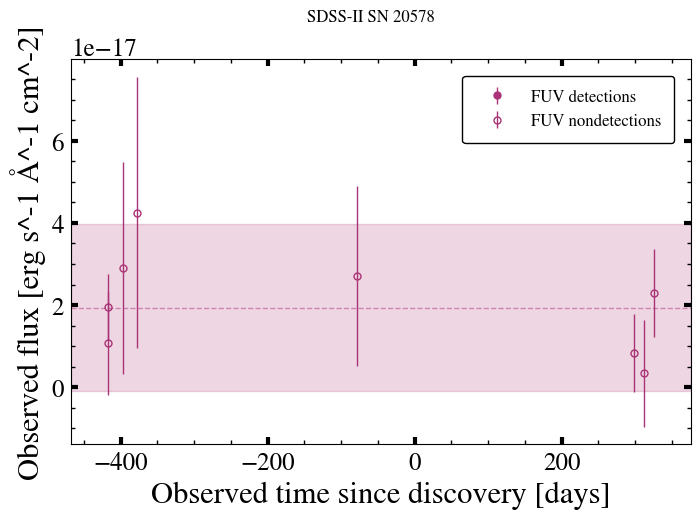 SDSS-II SN 20578
1e−17
Observed flux [erg s^-1 Å^-1 cm^-2]
6
4
2
0
FUV detections
FUV nondetections
−400
−200
0
200
Observed time since discovery [days]